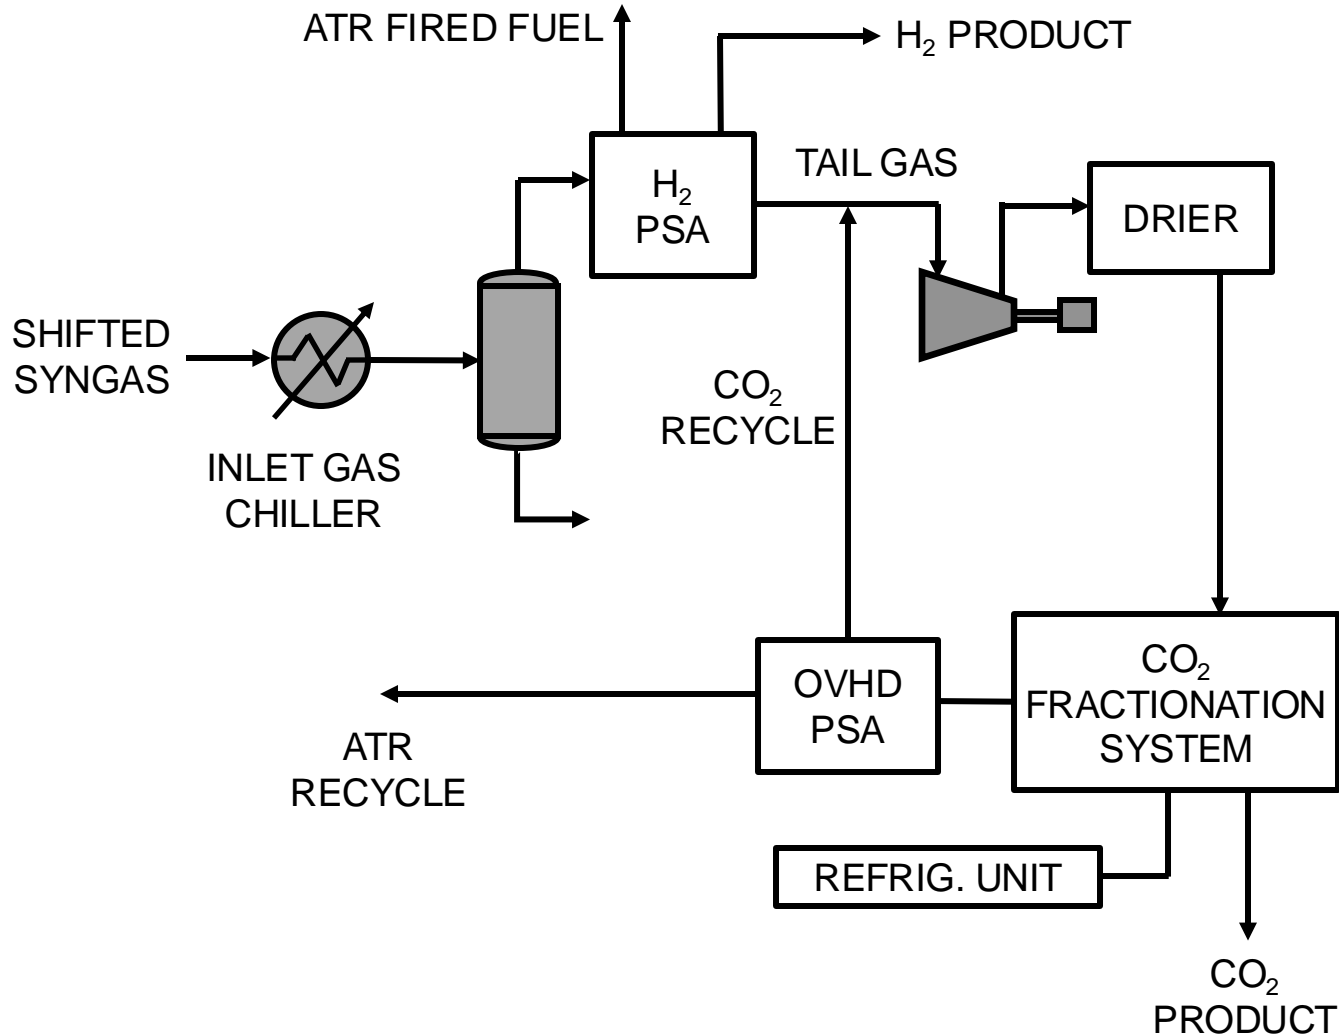 ATR FIRED FUEL
H₂ PRODUCT
H₂
PSA
TAIL GAS
DRIER
SHIFTED
SYNGAS
INLET GAS
CHILLER
CO₂
RECYCLE
OVHD
PSA
CO₂
FRACTIONATION
SYSTEM
ATR
RECYCLE
REFRIG. UNIT
CO₂
PRODUCT